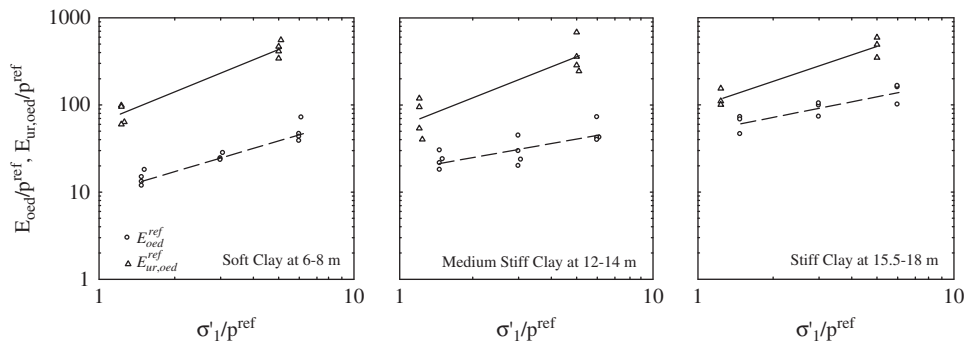 E_oed/p^ref, E_ur,oed/p^ref
1000
100
10
1
E_oed^ref
E_ur,oed^ref
Soft Clay at 6-8 m
1
10
σ'_1/p^ref
Medium Stiff Clay at 12-14 m
1
10
σ'_1/p^ref
Stiff Clay at 15.5-18 m
1
10
σ'_1/p^ref